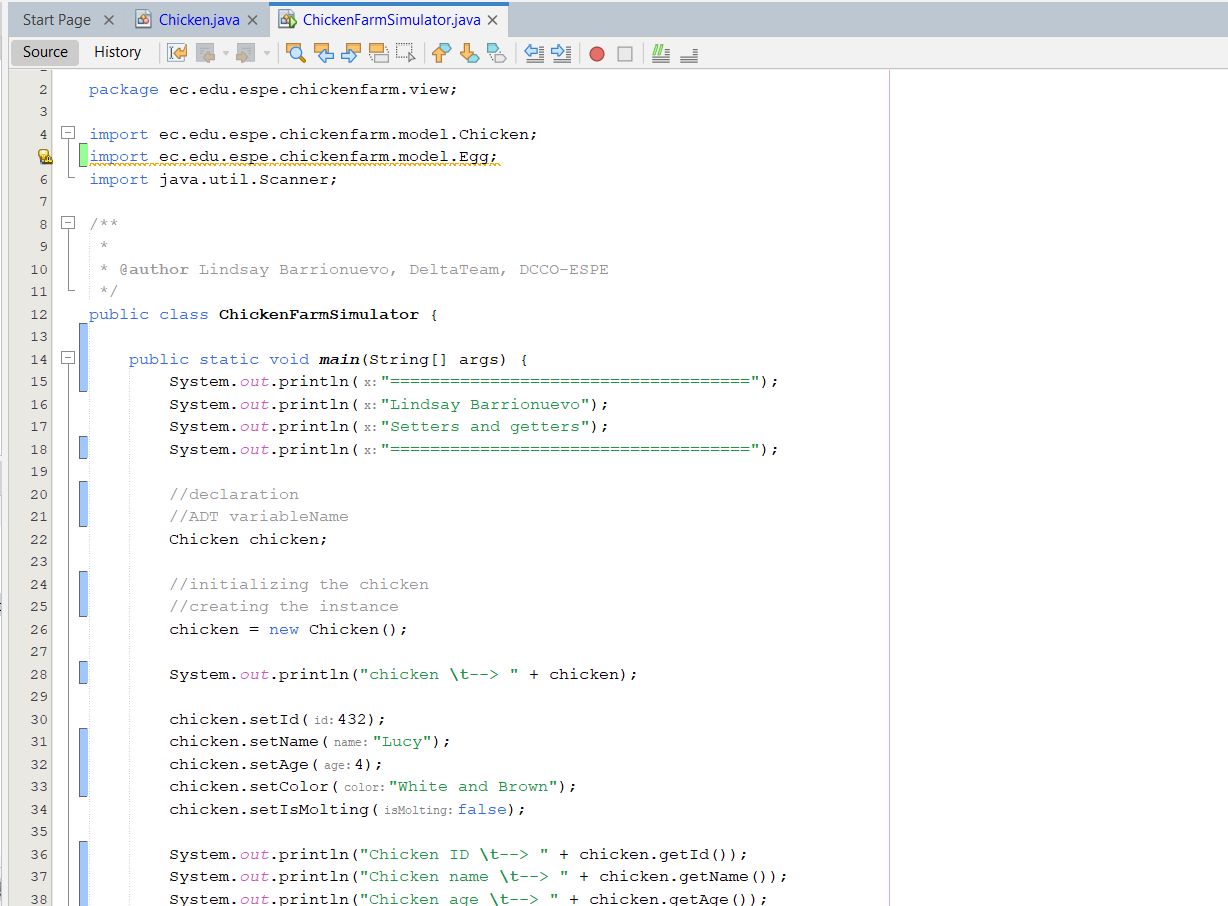 Start Page Chicken.java ChickenFarmSimulator.java
Source History
2 package ec.edu.espe.chickenfarm.view;
3
4 import ec.edu.espe.chickenfarm.model.Chicken;
import ec.edu.espe.chickenfarm.model.Egg;
6 import java.util.Scanner;
7
8 /**
9 *
10 * @author Lindsay Barrionuevo, DeltaTeam, DCCO-ESPE
11 */
12 public class ChickenFarmSimulator {
13
14 public static void main(String[] args) {
15 System.out.println( x: "====================================");
16 System.out.println( x: "Lindsay Barrionuevo");
17 System.out.println( x: "Setters and getters");
18 System.out.println( x: "====================================");
19
20 //declaration
21 //ADT variableName
22 Chicken chicken;
23
24 //initializing the chicken
25 //creating the instance
26 chicken = new Chicken();
27
28 System.out.println("chicken \t--> " + chicken);
29
30 chicken.setId( id: 432);
31 chicken.setName( name: "Lucy");
32 chicken.setAge( age: 4);
33 chicken.setColor( color: "White and Brown");
34 chicken.setIsMolting( isMolting: false);
35
36 System.out.println("Chicken ID \t--> " + chicken.getId());
37 System.out.println("Chicken name \t--> " + chicken.getName());
38 System.out.println("Chicken age \t--> " + chicken.getAge());